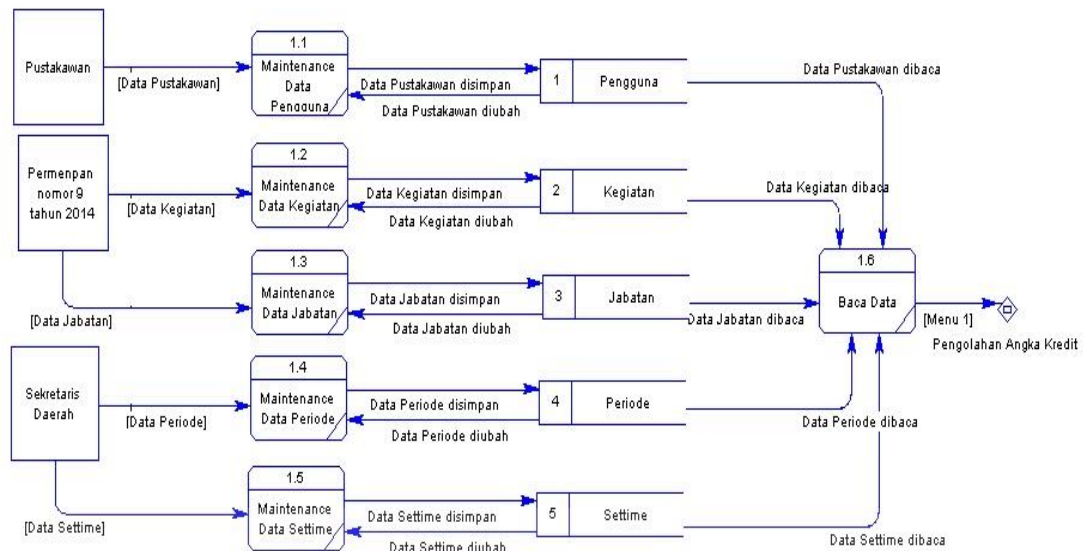 Pustakawan
[Data Pustakawan]
1.1
Maintenance
Data
Pengguna
Data Pustakawan disimpan
Data Pustakawan diubah
1
Pengguna
Data Pustakawan dibaca
Permenpan
nomor 9
tahun 2014
[Data Kegiatan]
1.2
Maintenance
Data Kegiatan
Data Kegiatan disimpan
Data Kegiatan diubah
2
Kegiatan
Data Kegiatan dibaca
[Data Jabatan]
1.3
Maintenance
Data Jabatan
Data Jabatan disimpan
Data Jabatan diubah
3
Jabatan
Data Jabatan dibaca
1.6
Baca Data
[Menu 1]
Pengolahan Angka Kredit
Sekretaris
Daerah
[Data Periode]
1.4
Maintenance
Data Periode
Data Periode disimpan
Data Periode diubah
4
Periode
Data Periode dibaca
[Data Settime]
1.5
Maintenance
Data Settime
Data Settime disimpan
Data Settime diubah
5
Settime
Data Settime dibaca